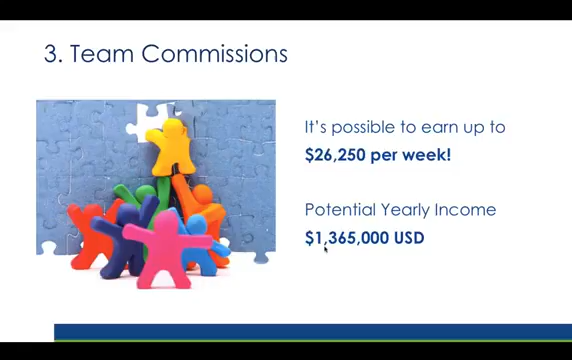 3. Team Commissions
It's possible to earn up to
$26,250 per week!
Potential Yearly Income
$1,365,000 USD